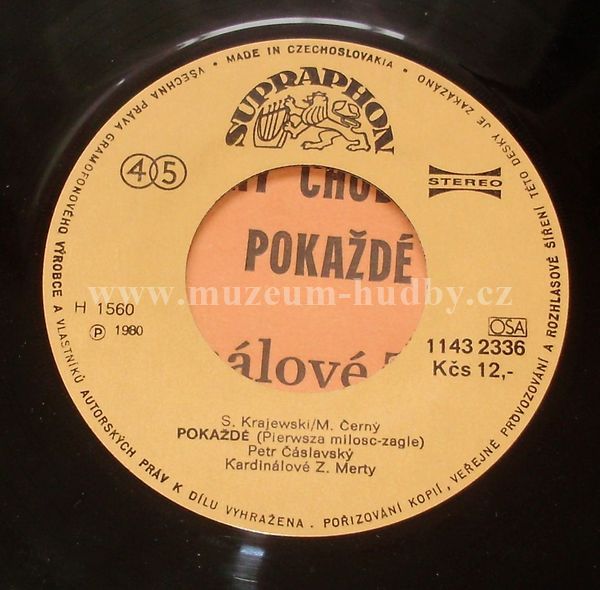 VŠECHNA PRÁVA GRAMOFONOVÉHO VÝROBCE A VLASTNÍKŮ AUTORSKÝCH PRÁV K DÍLU VYHRAŽENA. POŘIZOVÁNÍ KOPIÍ, VEŘEJNÉ PROVOZOVÁNÍ A ROZHLASOVÉ ŠÍŘENÍ TÉTO DESKY JE ZAKÁZÁNO • MADE IN CZECHOSLOVAKIA •
SUPRAPHON
45
STEREO
CHUD
POKAŽDÉ
álové
www.muzeum-hudby.cz
H 1560
P 1980
OSA
1143 2336
Kčs 12,-
S. Krajewski/M. Černý
POKAŽDÉ (Pierwsza milosc-zagle)
Petr Čáslavský
Kardinálové Z. Merty